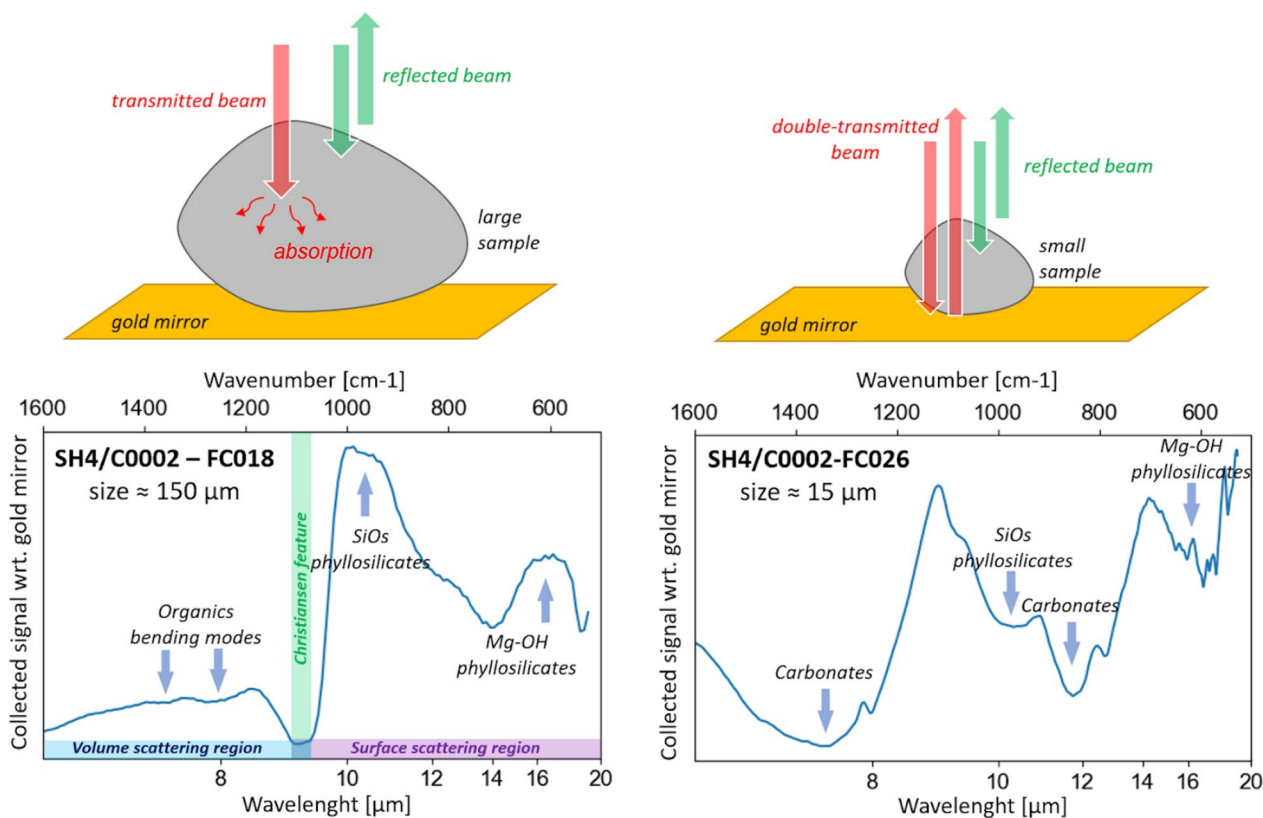 transmitted beam
reflected beam
absorption
large
sample
gold mirror
double-transmitted
beam
reflected beam
small
sample
gold mirror
Wavenumber [cm-1]
1600 1400 1200 1000 800 600
Collected signal wrt. gold mirror
SH4/C0002 – FC018
size ≈ 150 µm
Organics
bending modes
Christiansen feature
SiOs
phyllosilicates
Mg-OH
phyllosilicates
Volume scattering region
Surface scattering region
8 10 12 14 16 20
Wavelenght [µm]
Wavenumber [cm-1]
1600 1400 1200 1000 800 600
Collected signal wrt. gold mirror
SH4/C0002-FC026
size ≈ 15 µm
Mg-OH
phyllosilicates
SiOs
phyllosilicates
Carbonates
Carbonates
8 10 12 14 16 20
Wavelenght [µm]